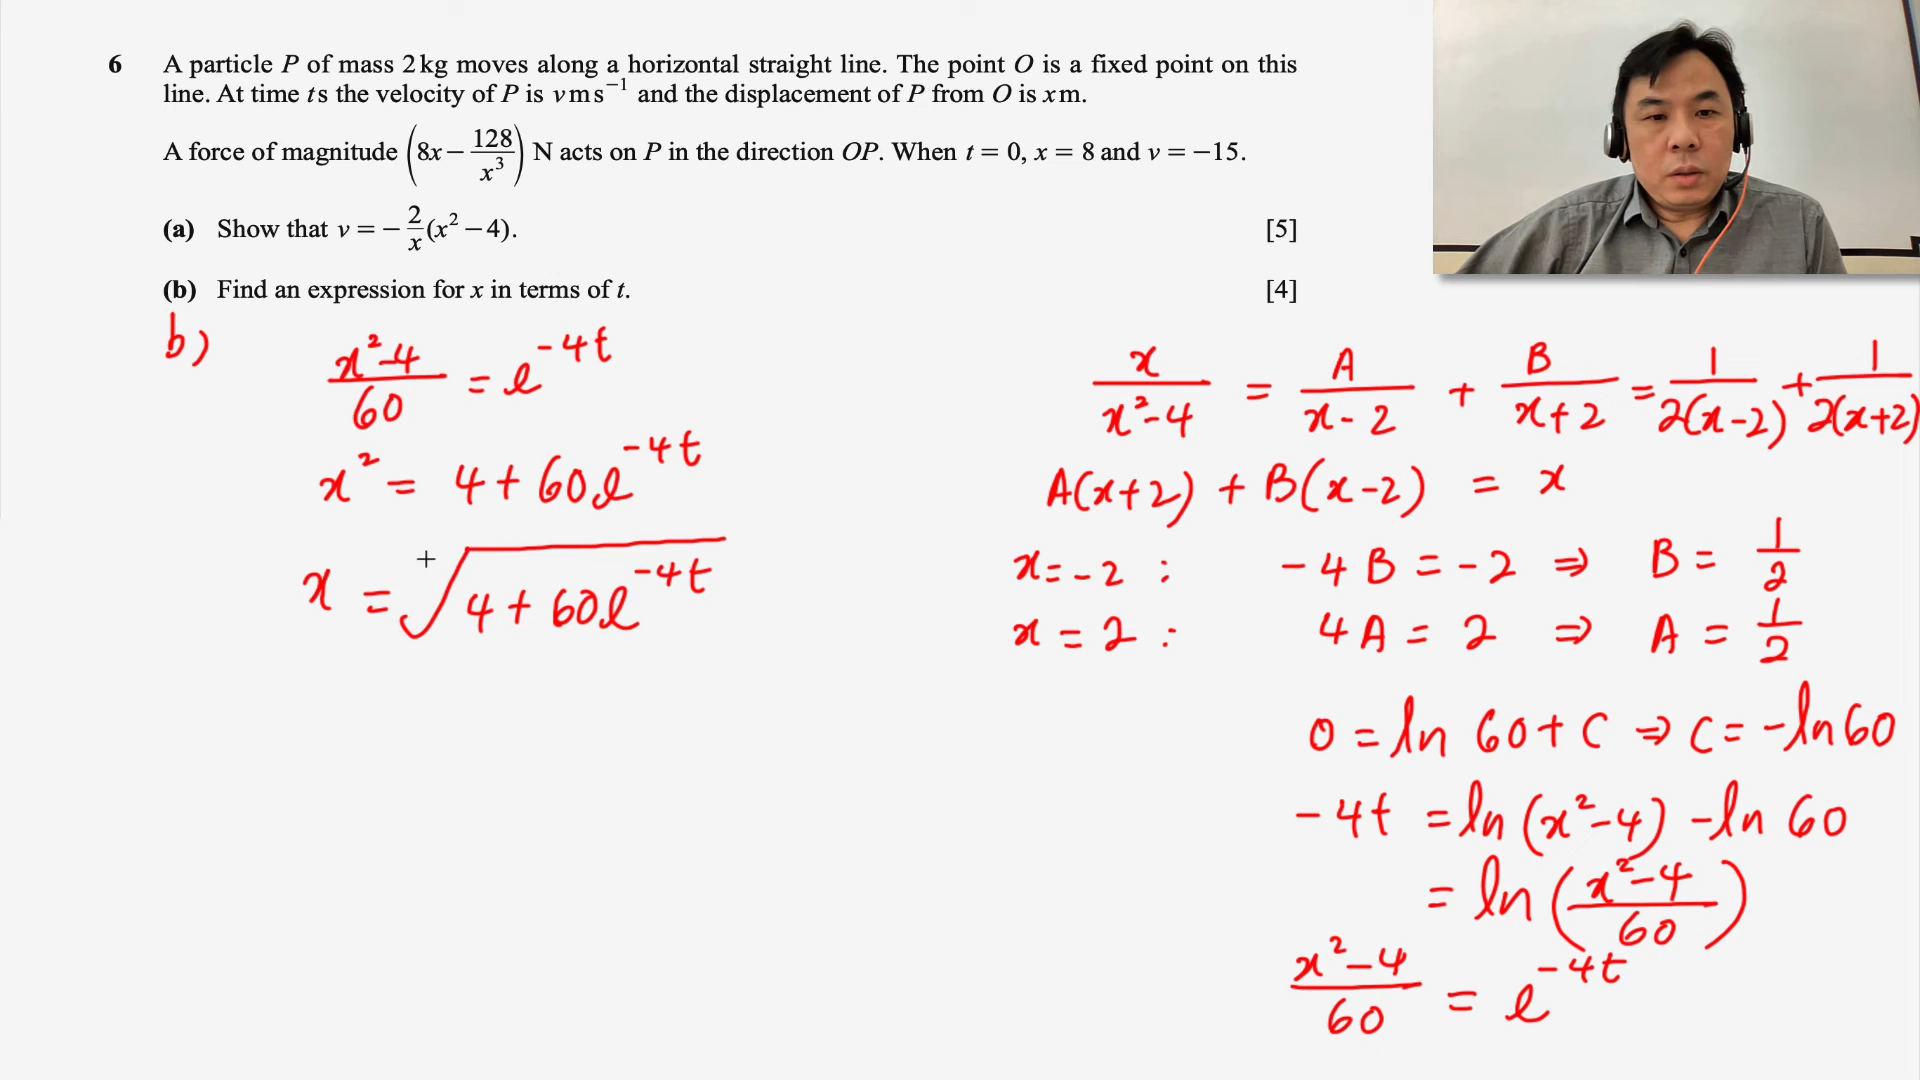 6 A particle P of mass 2 kg moves along a horizontal straight line. The point O is a fixed point on this
line. At time t s the velocity of P is v m s⁻¹ and the displacement of P from O is x m.
A force of magnitude (8x − 128/x³) N acts on P in the direction OP. When t = 0, x = 8 and v = −15.
(a) Show that v = −2/x (x² − 4). [5]
(b) Find an expression for x in terms of t. [4]
b)
(x²-4)/60 = e^(-4t)
x² = 4 + 60e^(-4t)
x = √(4 + 60e^(-4t))
x/(x²-4) = A/(x-2) + B/(x+2) = 1/(2(x-2)) + 1/(2(x+2))
A(x+2) + B(x-2) = x
x = -2 : -4B = -2 ⇒ B = 1/2
x = 2 : 4A = 2 ⇒ A = 1/2
0 = ln 60 + C ⇒ C = -ln 60
-4t = ln (x²-4) - ln 60
= ln ((x²-4)/60)
(x²-4)/60 = e^(-4t)